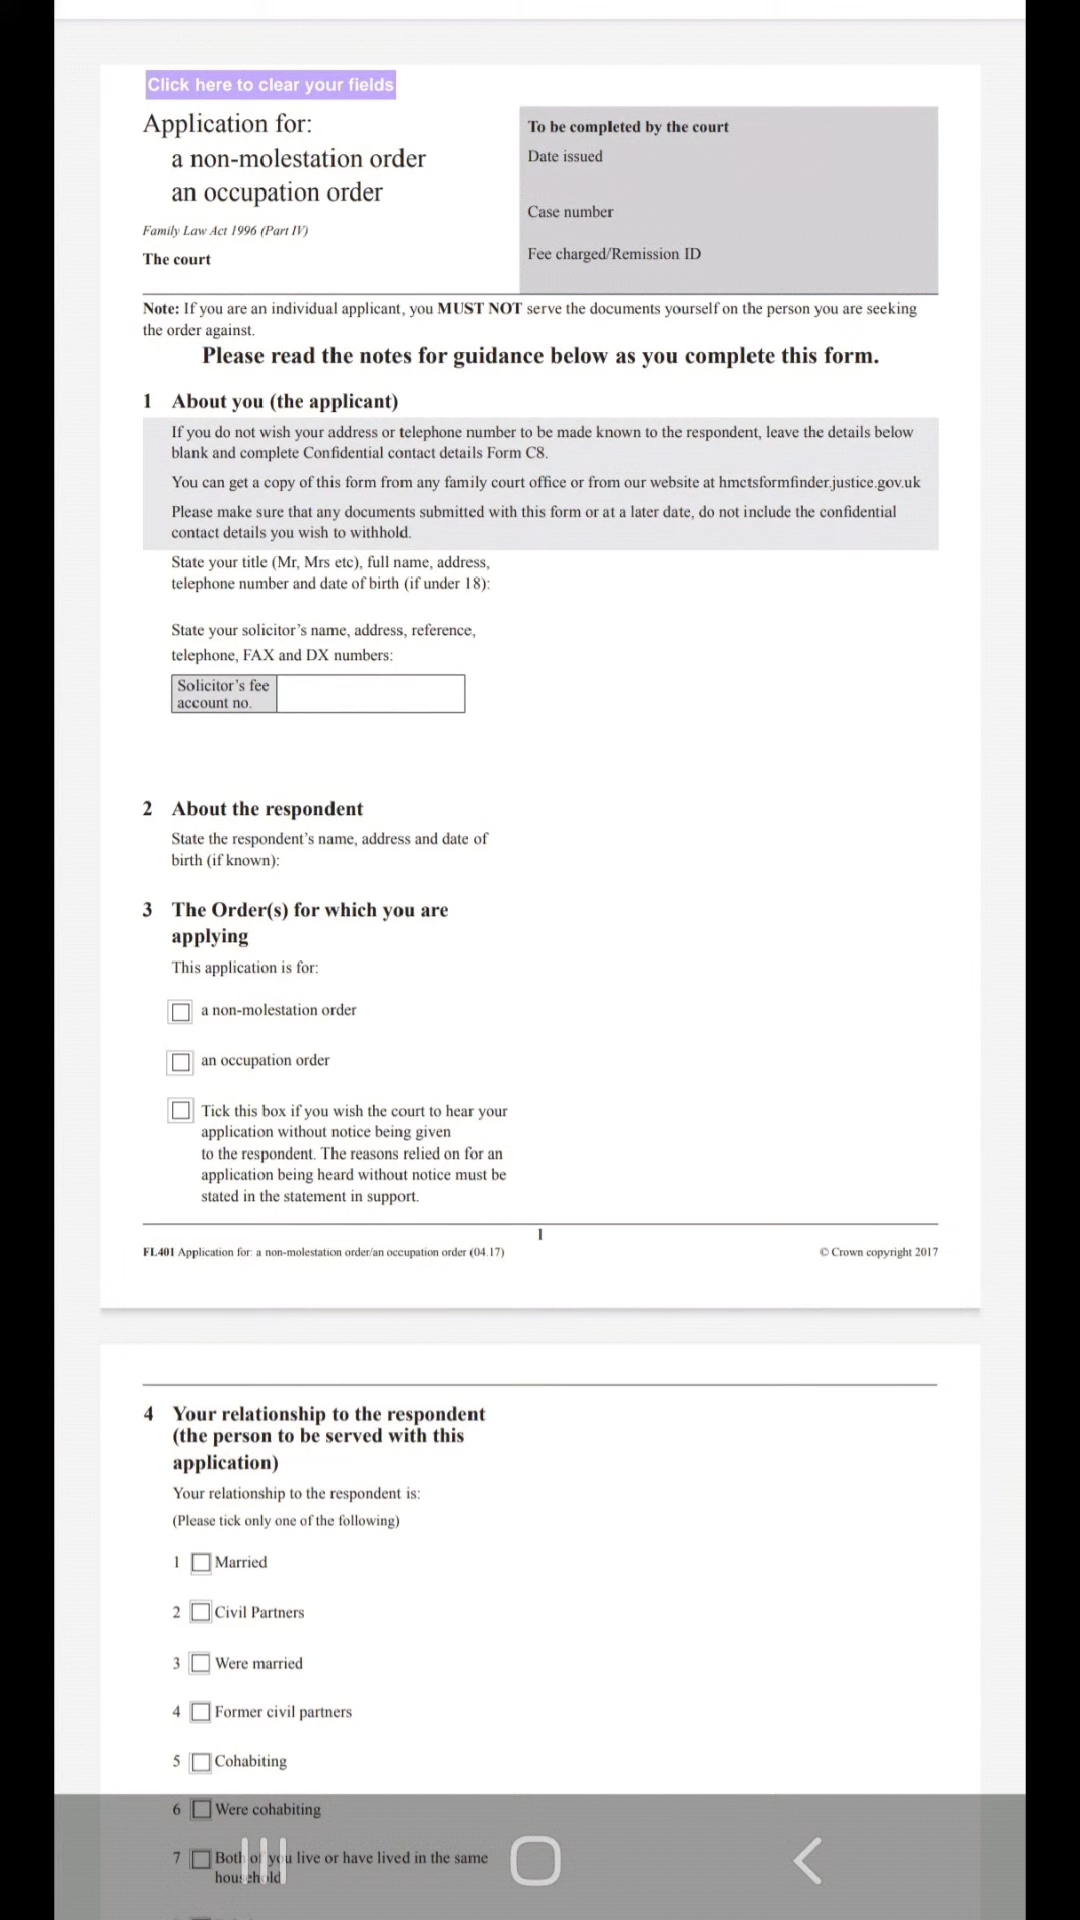 Click here to clear your fields
Application for:
a non-molestation order
an occupation order
Family Law Act 1996 (Part IV)
The court
To be completed by the court
Date issued
Case number
Fee charged/Remission ID
Note: If you are an individual applicant, you MUST NOT serve the documents yourself on the person you are seeking
the order against.
Please read the notes for guidance below as you complete this form.
1 About you (the applicant)
If you do not wish your address or telephone number to be made known to the respondent, leave the details below
blank and complete Confidential contact details Form C8.
You can get a copy of this form from any family court office or from our website at hmctsformfinder.justice.gov.uk
Please make sure that any documents submitted with this form or at a later date, do not include the confidential
contact details you wish to withhold.
State your title (Mr, Mrs etc), full name, address,
telephone number and date of birth (if under 18):
State your solicitor's name, address, reference,
telephone, FAX and DX numbers:
Solicitor's fee
account no.
2 About the respondent
State the respondent's name, address and date of
birth (if known):
3 The Order(s) for which you are
applying
This application is for:
a non-molestation order
an occupation order
Tick this box if you wish the court to hear your
application without notice being given
to the respondent. The reasons relied on for an
application being heard without notice must be
stated in the statement in support.
1
FL401 Application for: a non-molestation order/an occupation order (04.17)
© Crown copyright 2017
4 Your relationship to the respondent
(the person to be served with this
application)
Your relationship to the respondent is:
(Please tick only one of the following)
1 Married
2 Civil Partners
3 Were married
4 Former civil partners
5 Cohabiting
6 Were cohabiting
7 Both of you live or have lived in the same
household